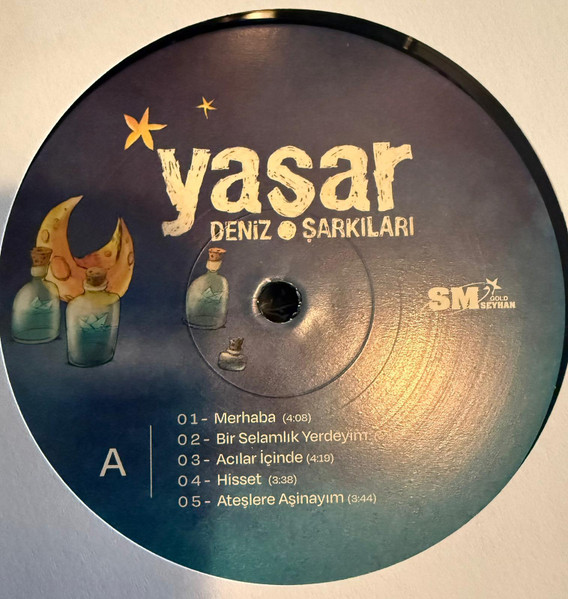 yaşar
DENİZ ŞARKILARI
SM GOLD
SEYHAN
A
01- Merhaba (4:08)
02- Bir Selamlık Yerdeyim
03- Acılar İçinde (4:19)
04- Hisset (3:38)
05- Ateşlere Aşinayım (3:44)